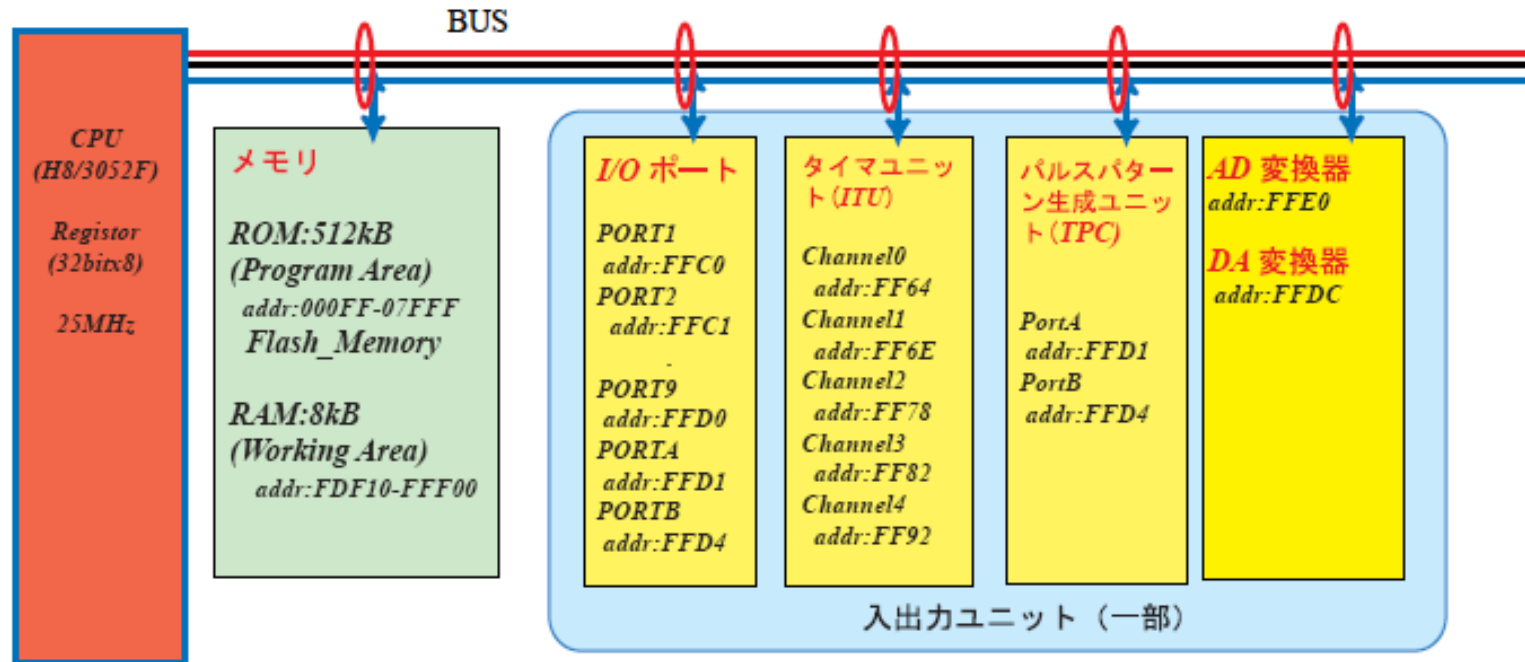 BUS
CPU
(H8/3052F)
Registor
(32bitx8)
25MHz
メモリ
ROM:512kB
(Program Area)
addr:000FF-07FFF
Flash_Memory
RAM:8kB
(Working Area)
addr:FDF10-FFF00
I/O ポート
PORT1
addr:FFC0
PORT2
addr:FFC1
.
PORT9
addr:FFD0
PORTA
addr:FFD1
PORTB
addr:FFD4
タイマユニッ
ト(ITU)
Channel0
addr:FF64
Channel1
addr:FF6E
Channel2
addr:FF78
Channel3
addr:FF82
Channel4
addr:FF92
パルスパター
ン生成ユニッ
ト(TPC)
PortA
addr:FFD1
PortB
addr:FFD4
AD 変換器
addr:FFE0
DA 変換器
addr:FFDC
入出力ユニット（一部）